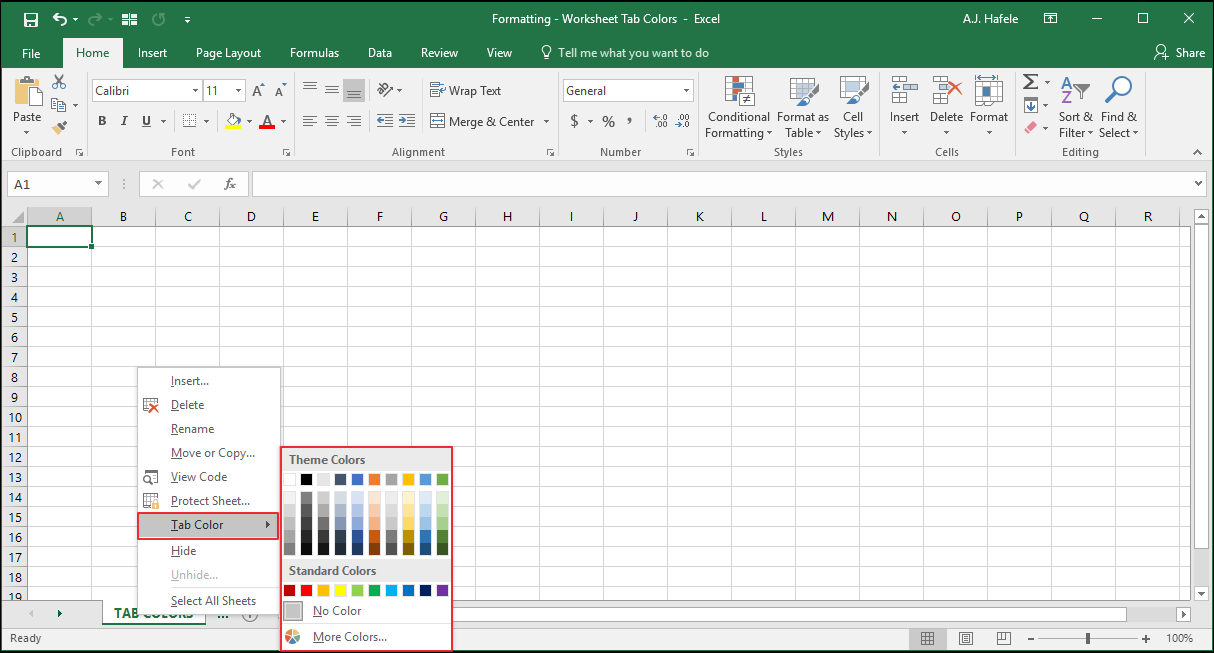 Formatting - Worksheet Tab Colors - Excel
A.J. Hafele
File Home Insert Page Layout Formulas Data Review View Tell me what you want to do Share
Calibri 11 Wrap Text General
Paste B I U Merge & Center $ % , Conditional Formatting Format as Table Cell Styles Insert Delete Format Sort & Filter Find & Select
Clipboard Font Alignment Number Styles Cells Editing
A1 fx
A B C D E F G H I J K L M N O P Q R
1
2
3
4
5
6
7
8
9
10
11
12
13
14
15
16
17
18
19
Insert...
Delete
Rename
Move or Copy...
View Code
Protect Sheet...
Tab Color
Hide
Unhide...
Select All Sheets
Theme Colors
Standard Colors
No Color
More Colors...
TAB COLORS ...
Ready 100%